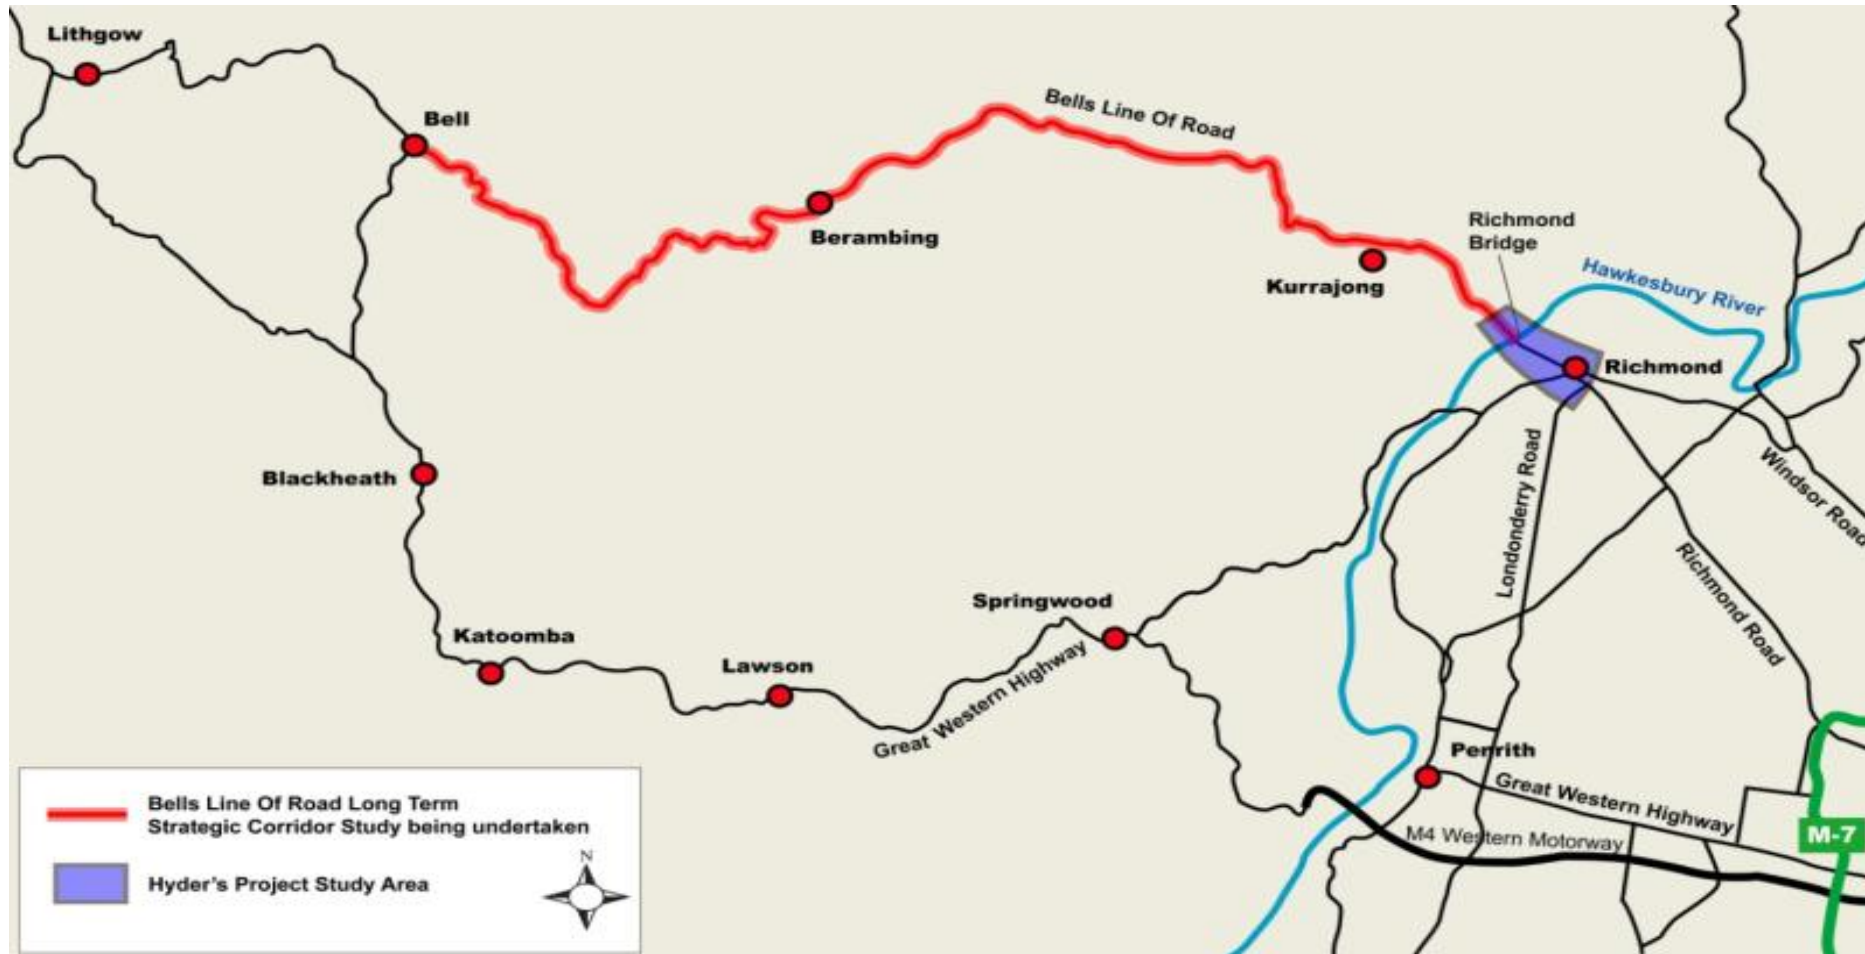 Lithgow
Bell
Bells Line Of Road
Berambing
Richmond
Bridge
Hawkesbury River
Kurrajong
Richmond
Windsor Road
Blackheath
Londonderry Road
Richmond Road
Springwood
Katoomba
Lawson
Great Western Highway
Penrith
Great Western Highway
M4 Western Motorway
M-7
Bells Line Of Road Long Term
Strategic Corridor Study being undertaken
Hyder's Project Study Area
N